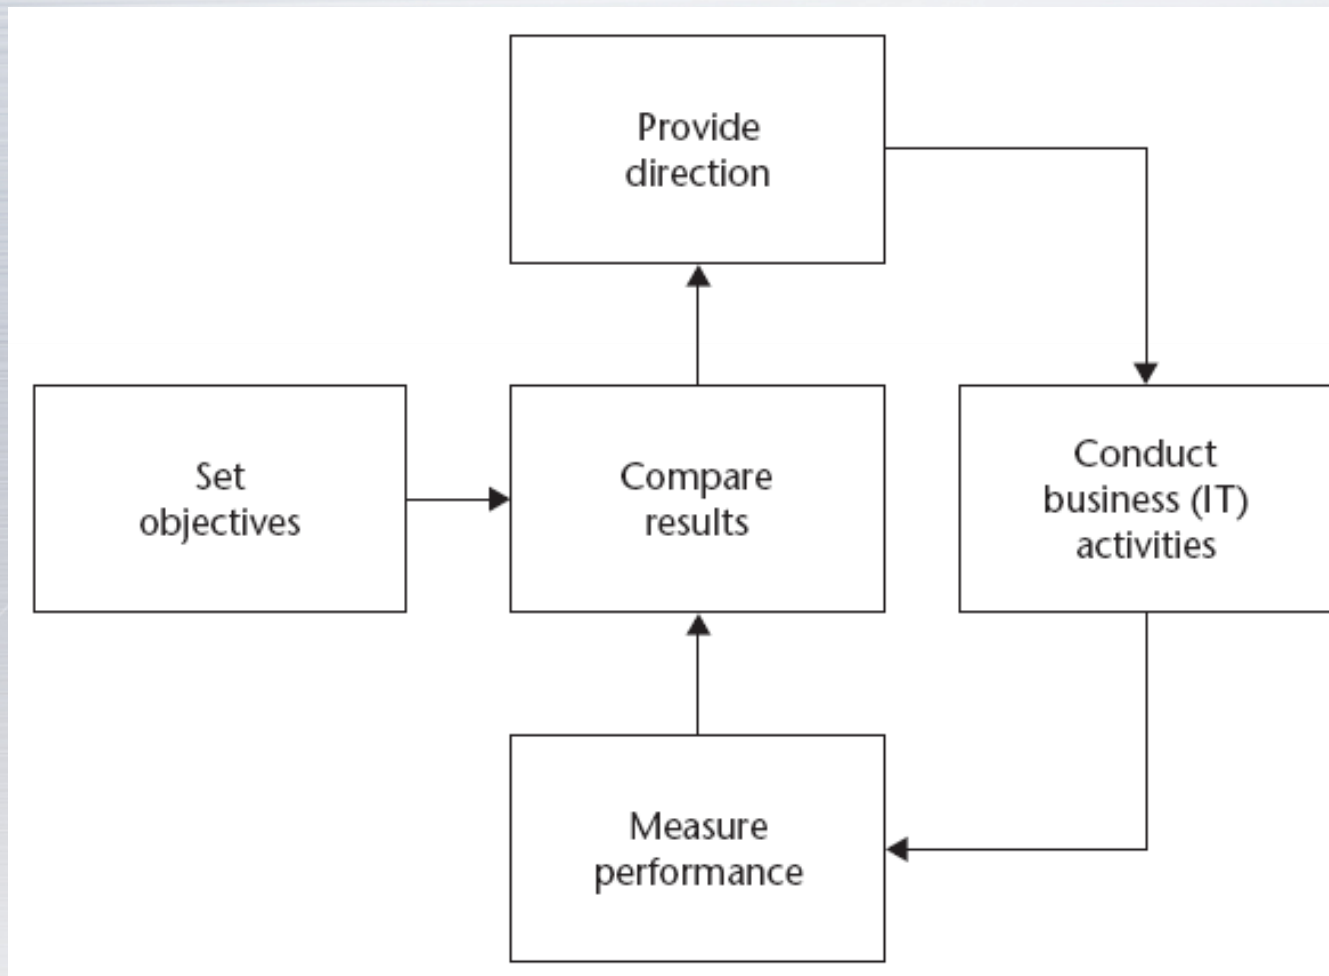 Provide
direction
Set
objectives
Compare
results
Conduct
business (IT)
activities
Measure
performance